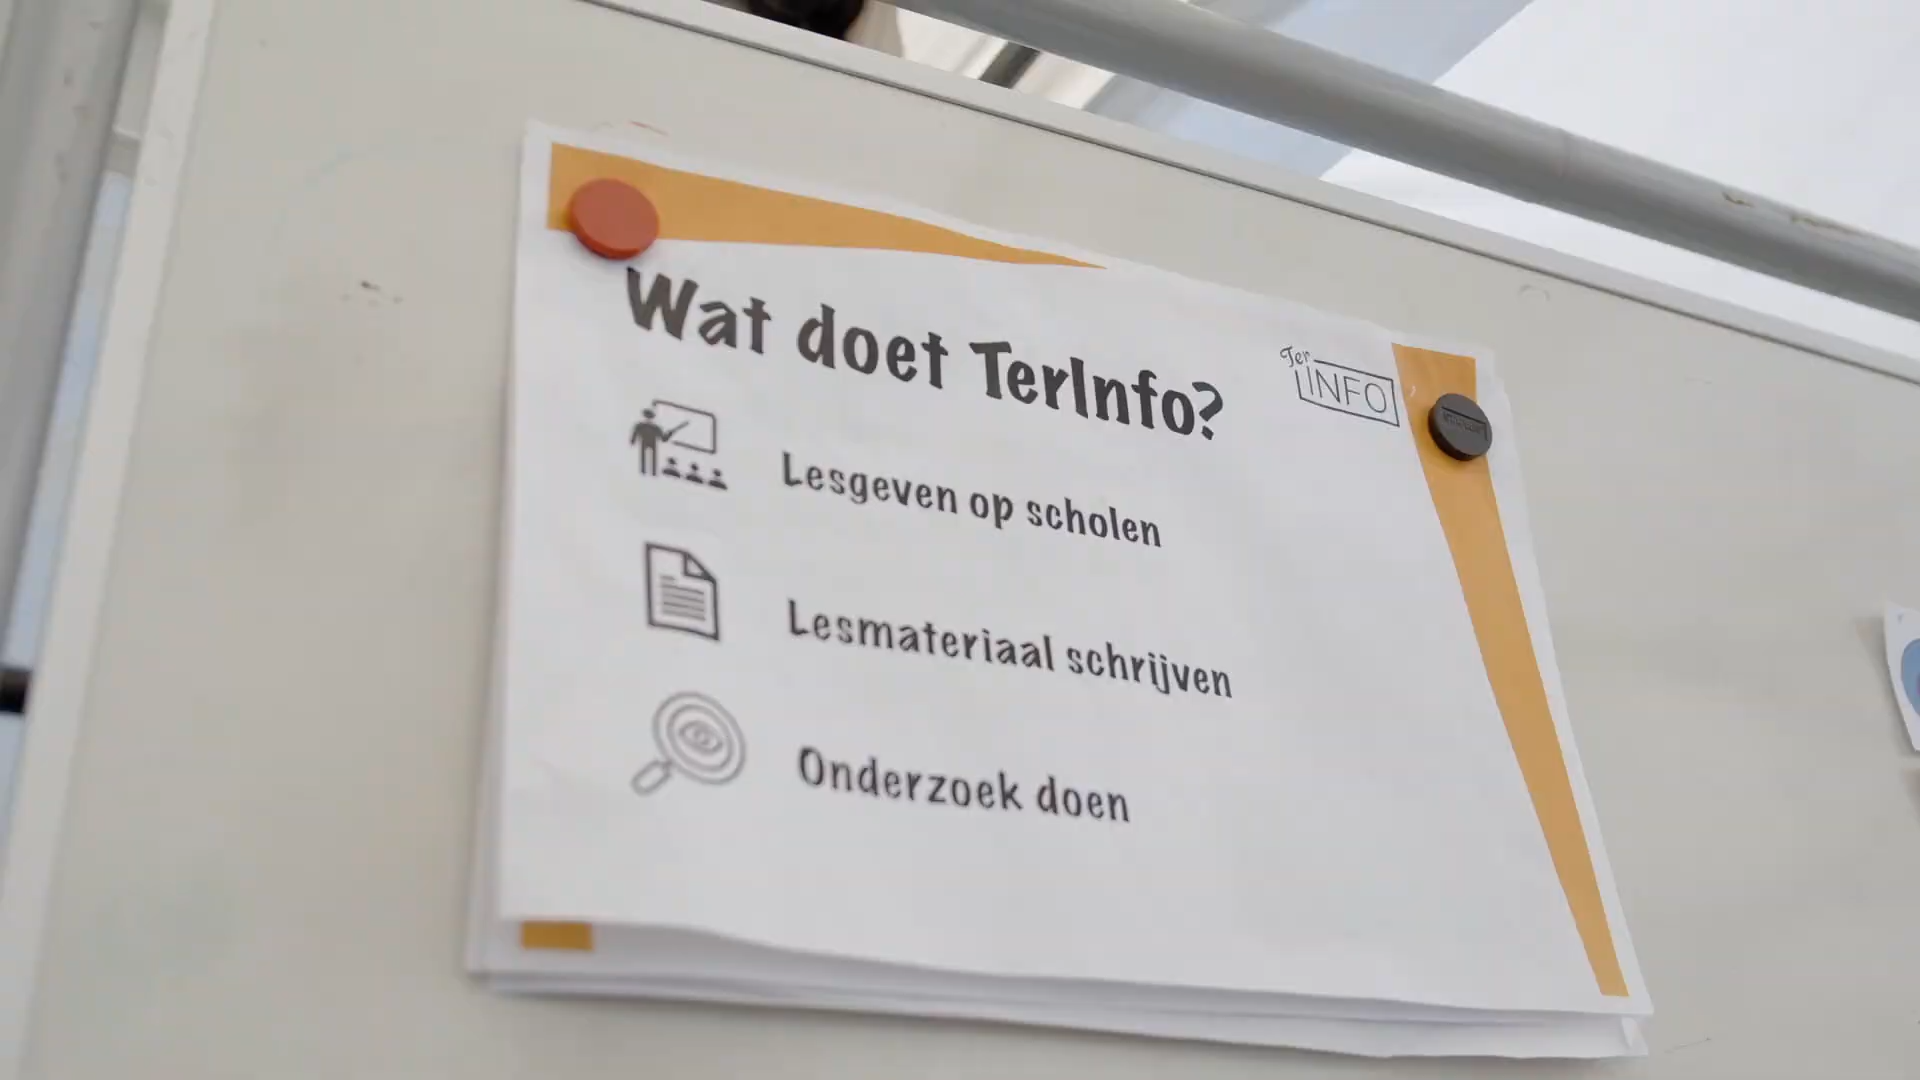 Wat doet TerInfo?
Ter
INFO
Lesgeven op scholen
Lesmateriaal schrijven
Onderzoek doen